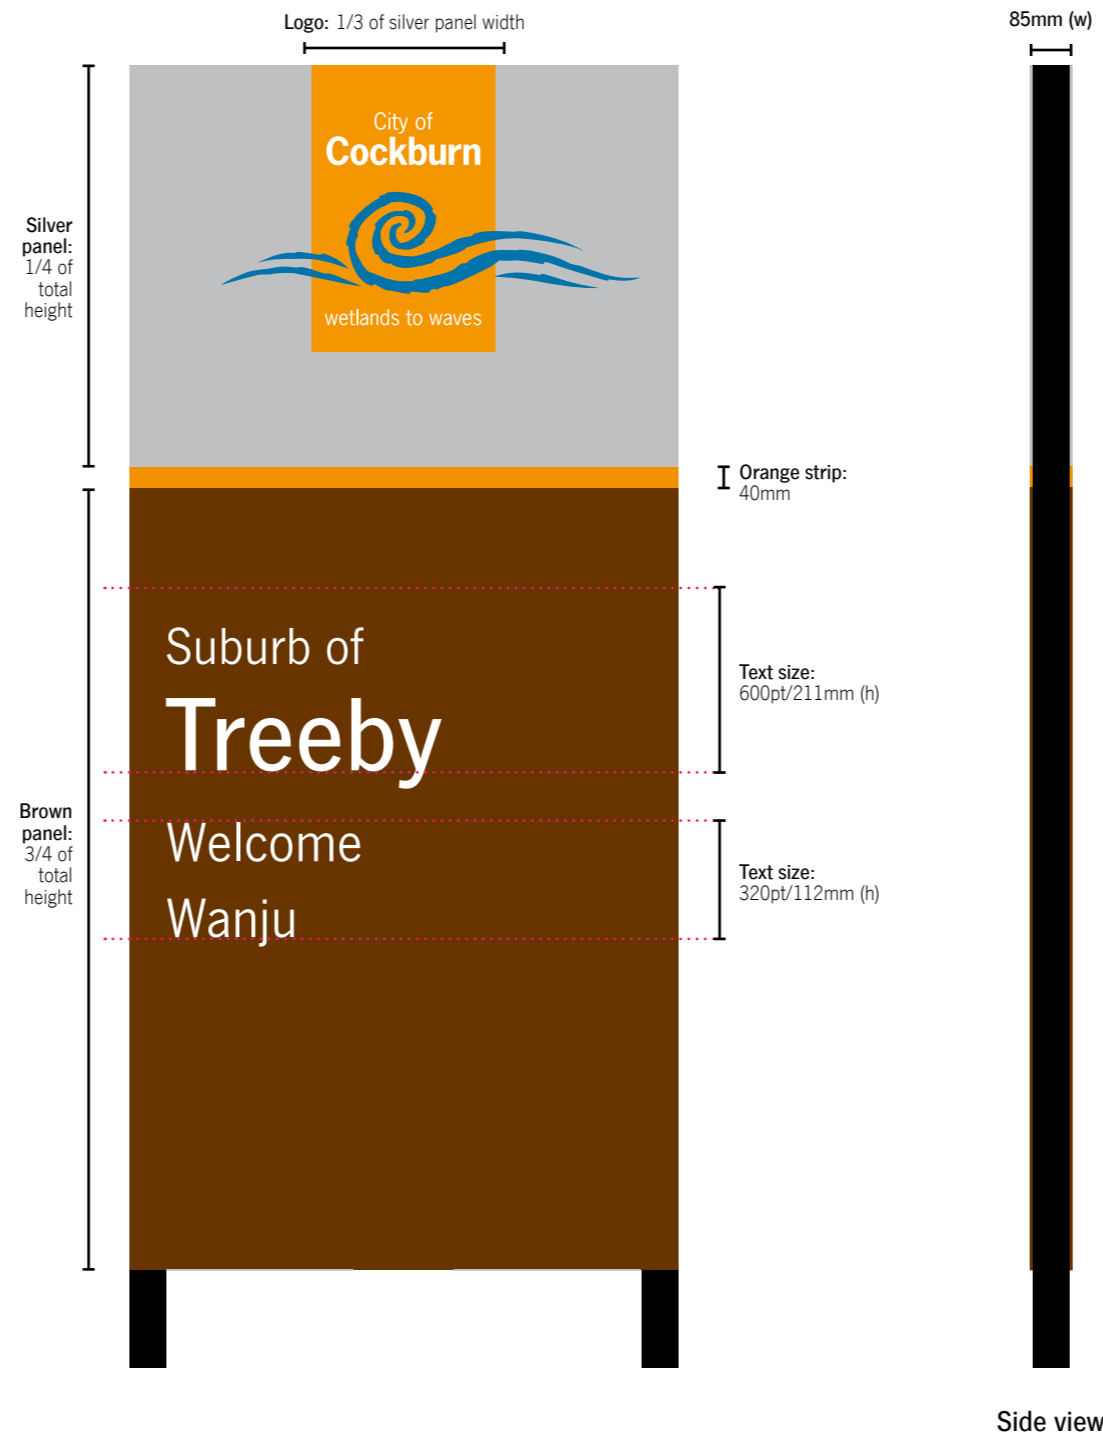 Logo: 1/3 of silver panel width
85mm (w)
City of
Cockburn
wetlands to waves
Silver
panel:
1/4 of
total
height
Orange strip:
40mm
Suburb of
Treeby
Text size:
600pt/211mm (h)
Welcome
Wanju
Text size:
320pt/112mm (h)
Brown
panel:
3/4 of
total
height
Side view